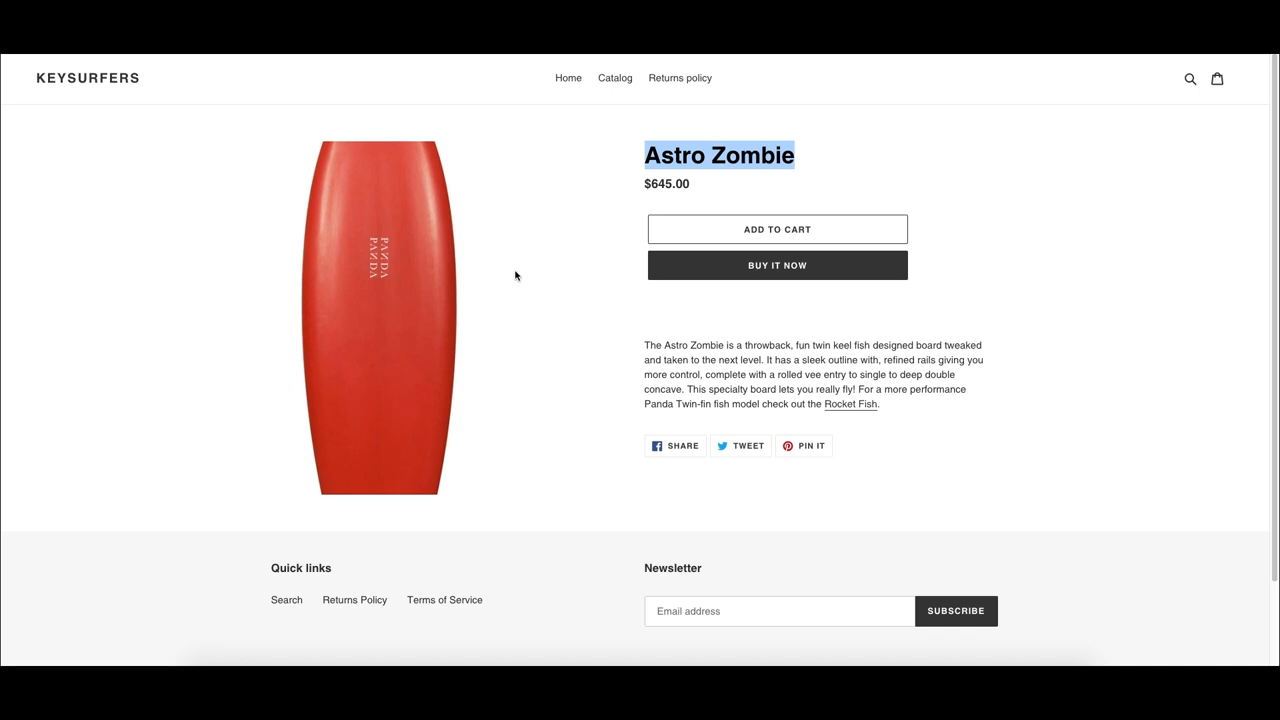 KEYSURFERS
Home Catalog Returns policy
PANDA
PANDA
Astro Zombie
$645.00
ADD TO CART
BUY IT NOW
The Astro Zombie is a throwback, fun twin keel fish designed board tweaked
and taken to the next level. It has a sleek outline with, refined rails giving you
more control, complete with a rolled vee entry to single to deep double
concave. This specialty board lets you really fly! For a more performance
Panda Twin-fin fish model check out the Rocket Fish.
SHARE TWEET PIN IT
Quick links
Search Returns Policy Terms of Service
Newsletter
Email address SUBSCRIBE